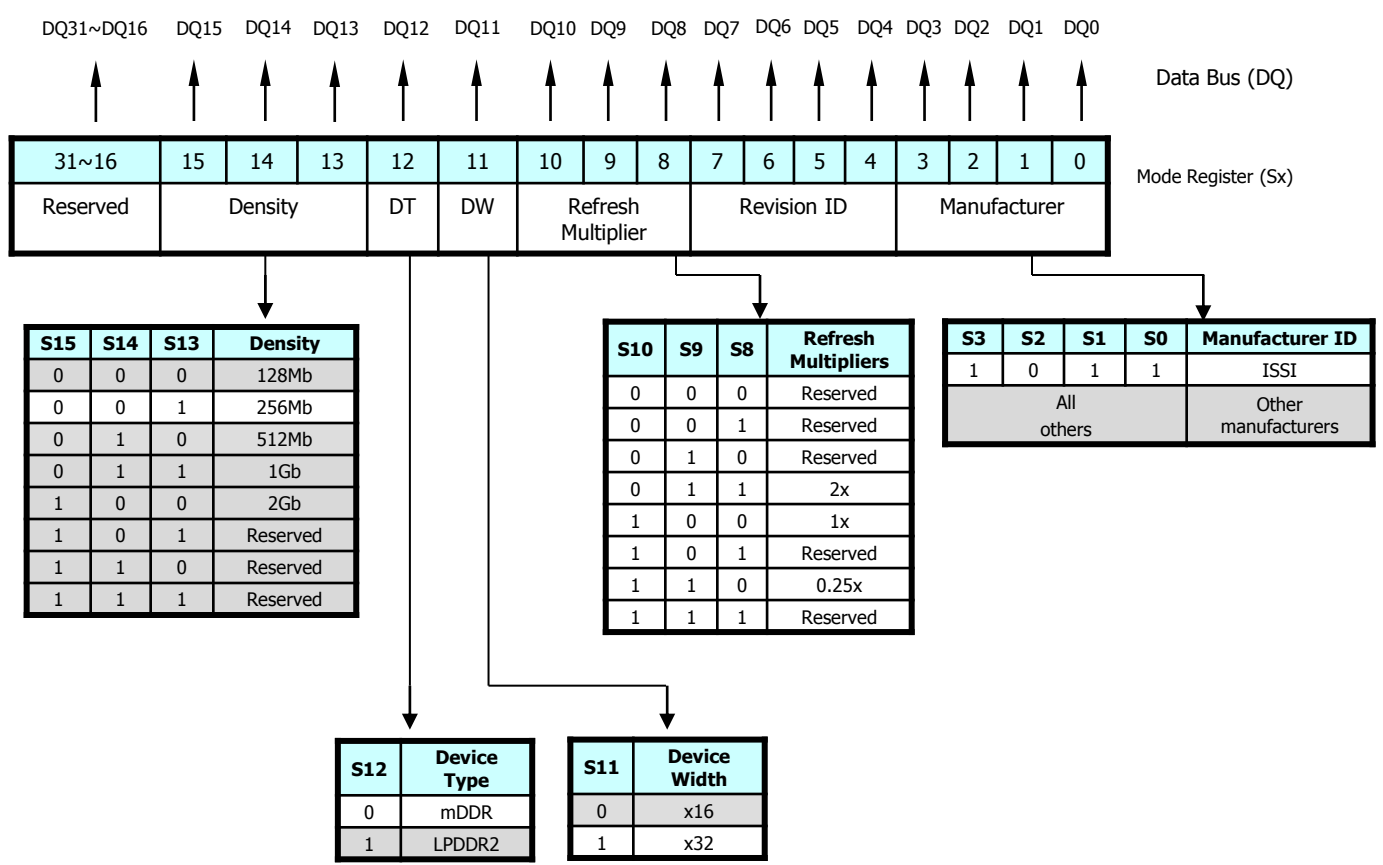 DQ31~DQ16 DQ15 DQ14 DQ13 DQ12 DQ11 DQ10 DQ9 DQ8 DQ7 DQ6 DQ5 DQ4 DQ3 DQ2 DQ1 DQ0
Data Bus (DQ)
31~16 15 14 13 12 11 10 9 8 7 6 5 4 3 2 1 0
Mode Register (Sx)
Reserved Density DT DW Refresh Multiplier Revision ID Manufacturer
S15 S14 S13 Density
0 0 0 128Mb
0 0 1 256Mb
0 1 0 512Mb
0 1 1 1Gb
1 0 0 2Gb
1 0 1 Reserved
1 1 0 Reserved
1 1 1 Reserved
S10 S9 S8 Refresh Multipliers
0 0 0 Reserved
0 0 1 Reserved
0 1 0 Reserved
0 1 1 2x
1 0 0 1x
1 0 1 Reserved
1 1 0 0.25x
1 1 1 Reserved
S3 S2 S1 S0 Manufacturer ID
1 0 1 1 ISSI
All others Other manufacturers
S12 Device Type
0 mDDR
1 LPDDR2
S11 Device Width
0 x16
1 x32